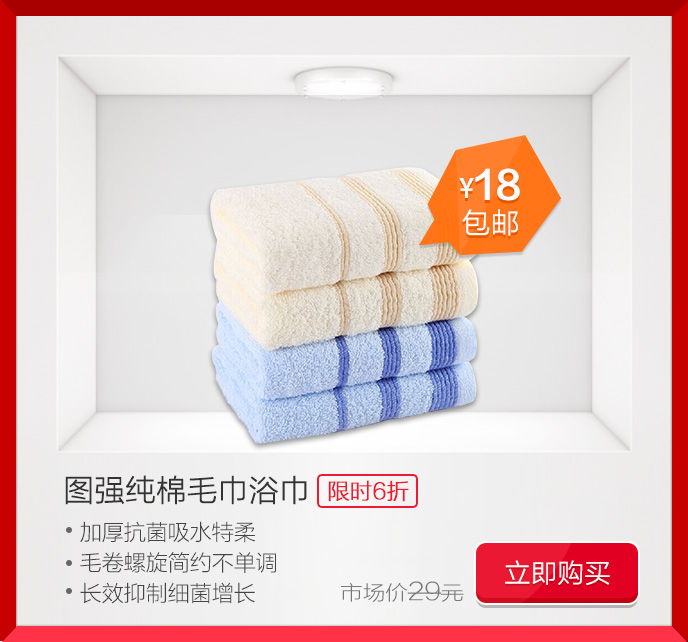 ¥18
包邮
图强纯棉毛巾浴巾 限时6折
• 加厚抗菌吸水特柔
• 毛卷螺旋简约不单调
• 长效抑制细菌增长
市场价29元
立即购买